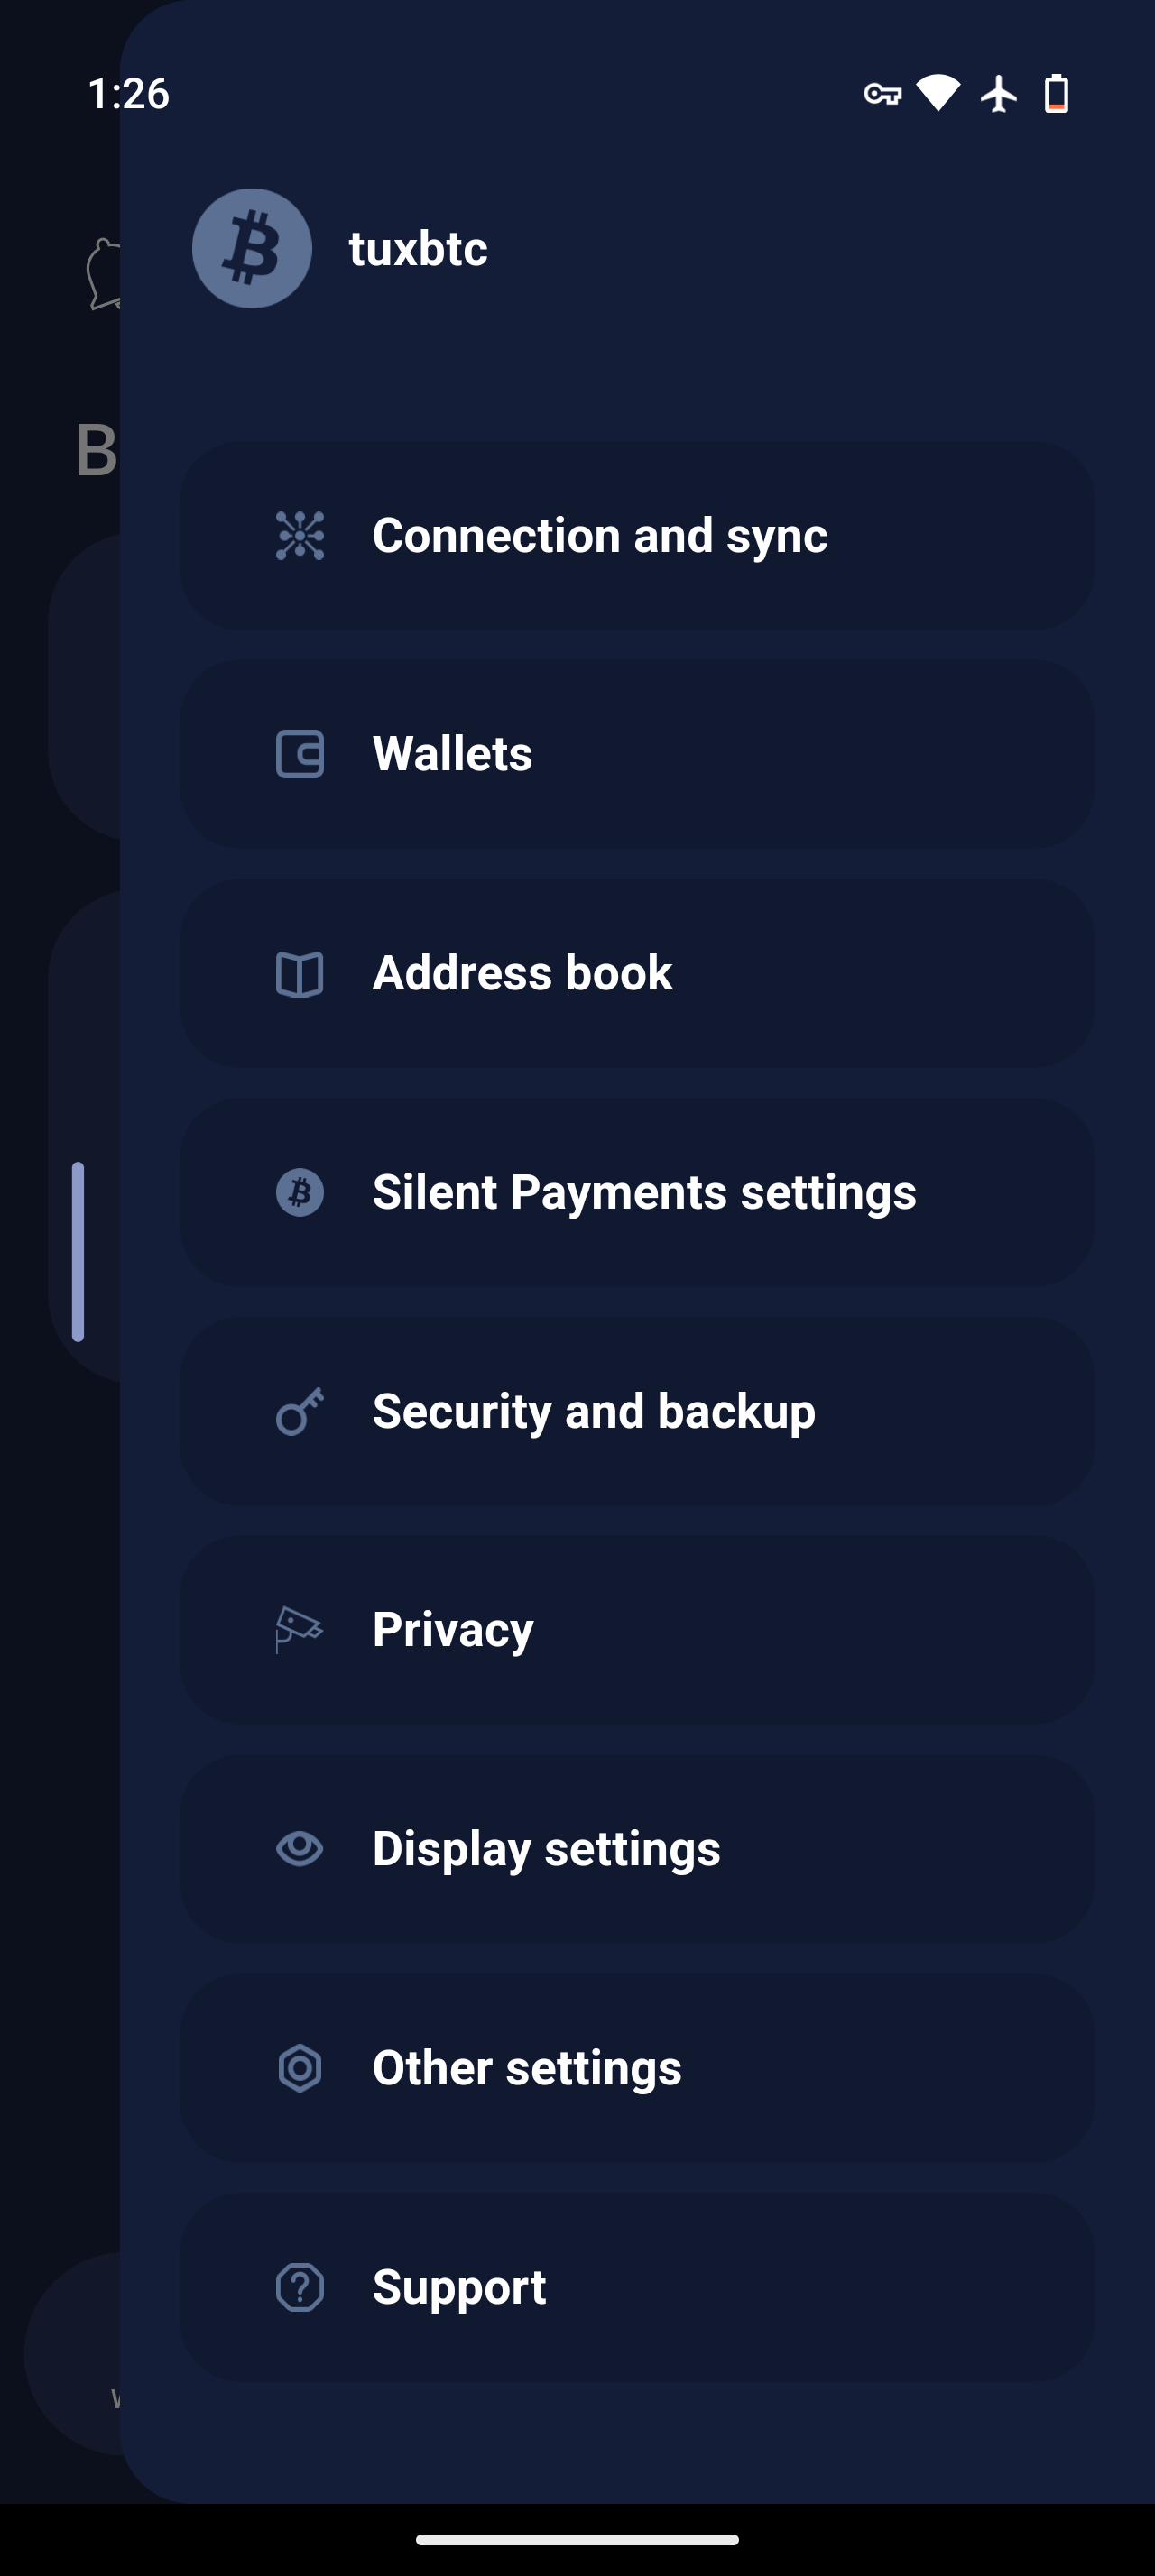 1:26
tuxbtc
B
Connection and sync
Wallets
Address book
Silent Payments settings
Security and backup
Privacy
Display settings
Other settings
Support